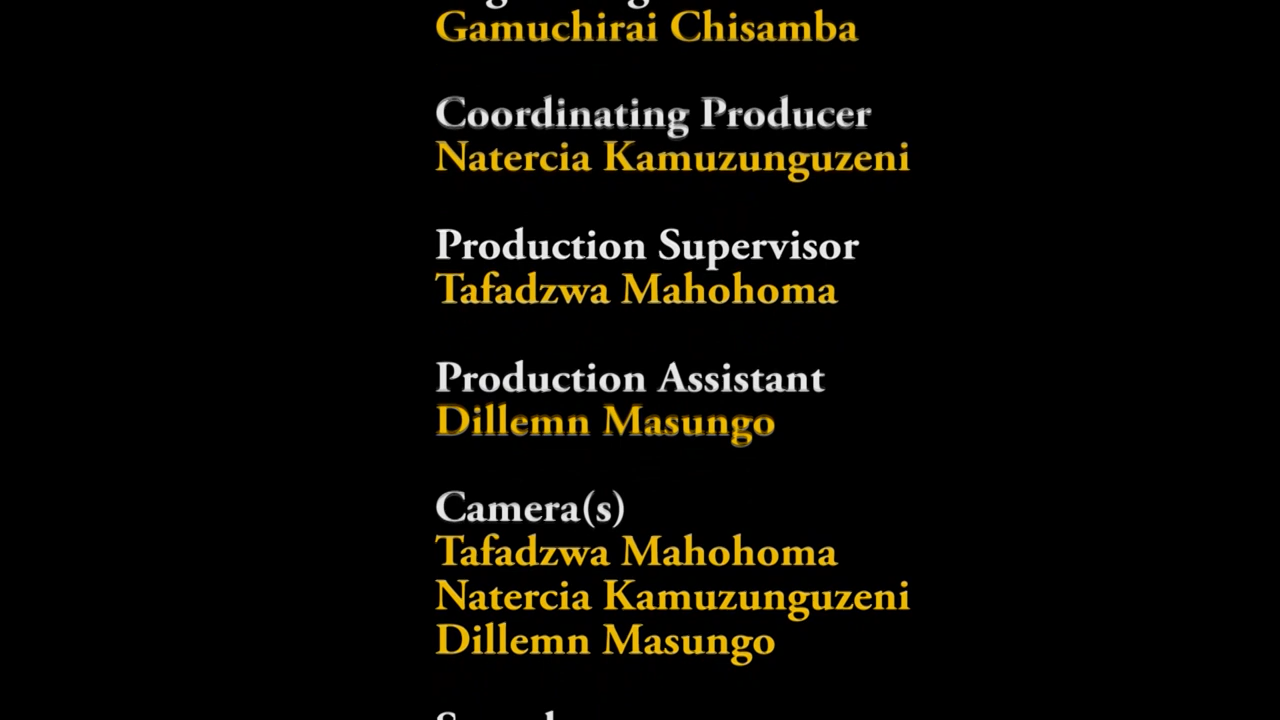 Gamuchirai Chisamba
Coordinating Producer
Natercia Kamuzunguzeni
Production Supervisor
Tafadzwa Mahohoma
Production Assistant
Dillemn Masungo
Camera(s)
Tafadzwa Mahohoma
Natercia Kamuzunguzeni
Dillemn Masungo